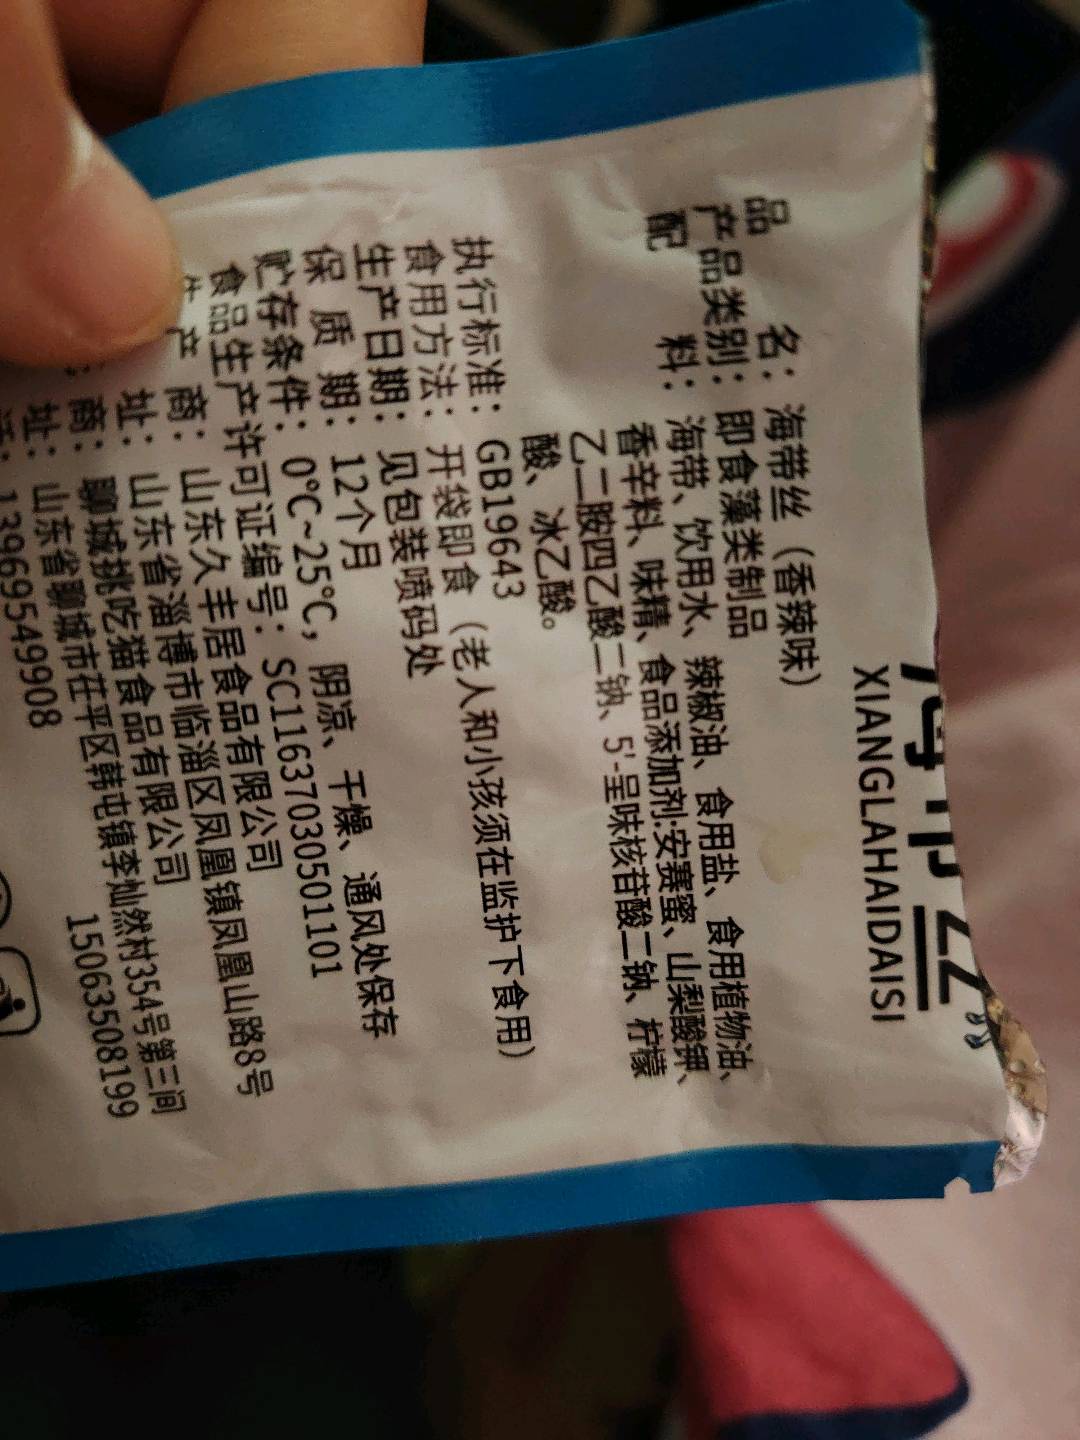 XIANGLAHAIDAISI
品 名：海带丝（香辣味）
产品类别：即食藻类制品
配 料：海带、饮用水、辣椒油、食用盐、食用植物油、
香辛料、味精、食品添加剂:安赛蜜、山梨酸钾、
乙二胺四乙酸二钠、5'-呈味核苷酸二钠、柠檬
酸、冰乙酸。
执行标准：GB19643
食用方法：开袋即食（老人和小孩须在监护下食用）
生产日期：见包装喷码处
保质期：12个月
贮存条件：0°C~25°C，阴凉、干燥、通风处保存
食品生产许可证编号：SC11637030501101
生产商：山东久丰居食品有限公司
址：山东省淄博市临淄区凤凰镇凤凰山路8号
商：聊城挑吃猫食品有限公司
址：山东省聊城市茌平区韩屯镇李灿然村354号第三间
13969549908 15063508199